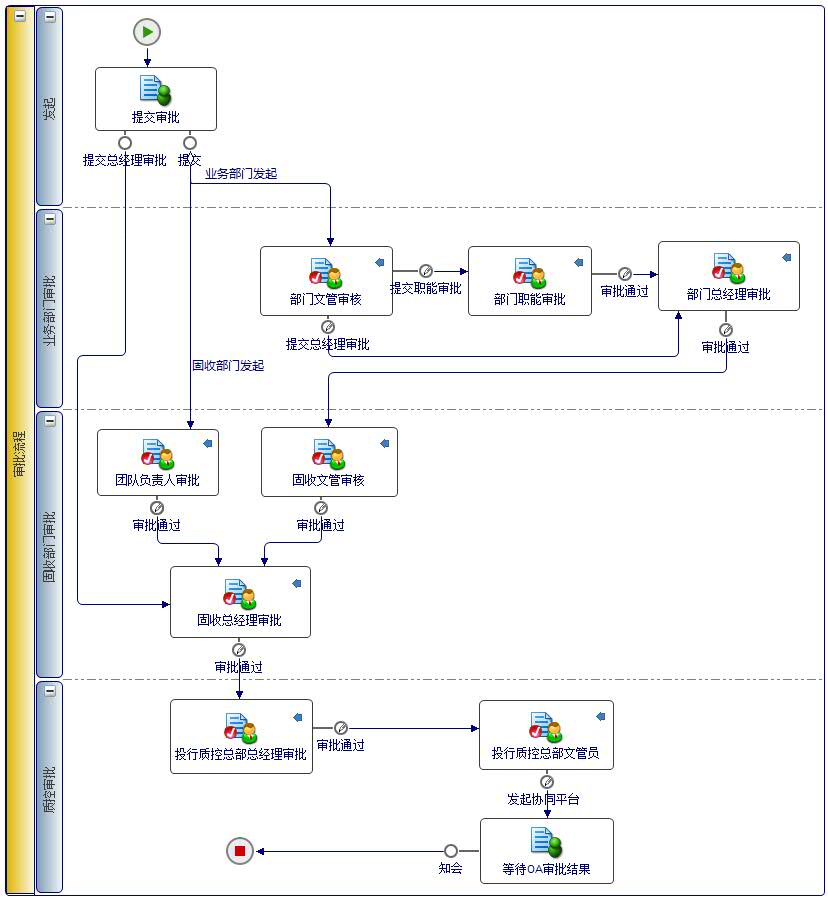 审批流程
发起
提交审批
提交总经理审批
提交
业务部门发起
业务部门审批
部门文管审核
提交职能审批
部门职能审批
审批通过
部门总经理审批
提交总经理审批
审批通过
固收部门发起
固收部门审批
团队负责人审批
固收文管审核
审批通过
审批通过
固收总经理审批
审批通过
质控审批
投行质控总部总经理审批
审批通过
投行质控总部文管员
发起协同平台
等待OA审批结果
知会